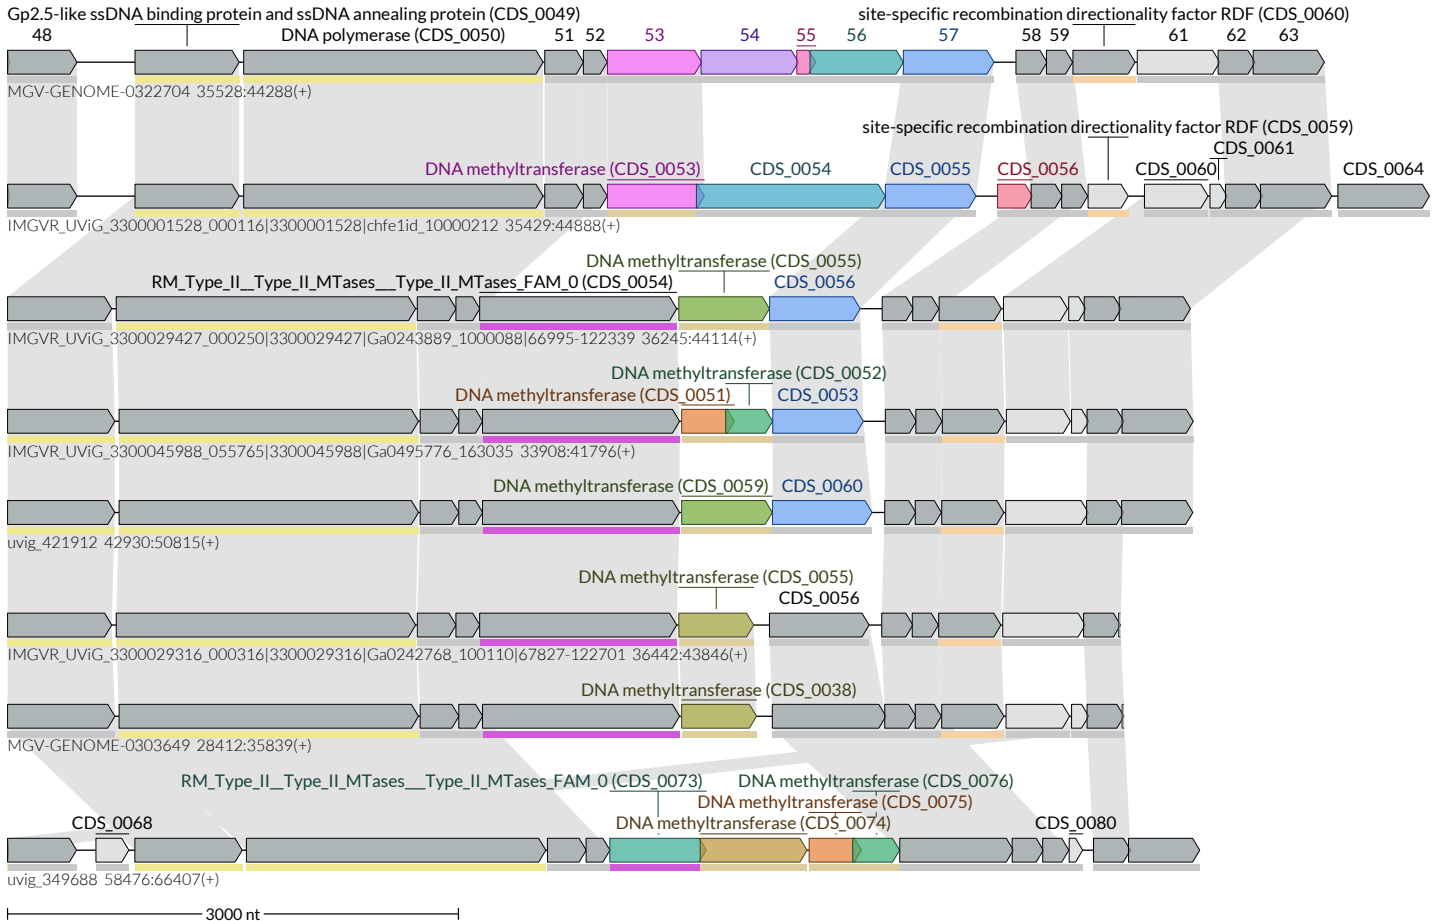 Gp2.5-like ssDNA binding protein and ssDNA annealing protein (CDS_0049)
site-specific recombination directionality factor RDF (CDS_0060)
48 DNA polymerase (CDS_0050) 51 52 53 54 55 56 57 58 59 61 62 63
MGV-GENOME-0322704 35528:44288(+)
site-specific recombination directionality factor RDF (CDS_0059)
CDS_0061
DNA methyltransferase (CDS_0053) CDS_0054 CDS_0055 CDS_0056 CDS_0060 CDS_0064
IMGVR_UViG_3300001528_000116|3300001528|chfe1id_10000212 35429:44888(+)
DNA methyltransferase (CDS_0055)
RM_Type_II__Type_II_MTases__Type_II_MTases_FAM_0 (CDS_0054) CDS_0056
IMGVR_UViG_3300029427_000250|3300029427|Ga0243889_1000088|66995-122339 36245:44114(+)
DNA methyltransferase (CDS_0052)
DNA methyltransferase (CDS_0051) CDS_0053
IMGVR_UViG_3300045988_055765|3300045988|Ga0495776_163035 33908:41796(+)
DNA methyltransferase (CDS_0059) CDS_0060
uvig_421912 42930:50815(+)
DNA methyltransferase (CDS_0055)
CDS_0056
IMGVR_UViG_3300029316_000316|3300029316|Ga0242768_100110|67827-122701 36442:43846(+)
DNA methyltransferase (CDS_0038)
MGV-GENOME-0303649 28412:35839(+)
RM_Type_II__Type_II_MTases__Type_II_MTases_FAM_0 (CDS_0073) DNA methyltransferase (CDS_0076)
DNA methyltransferase (CDS_0075)
CDS_0068 DNA methyltransferase (CDS_0074) CDS_0080
uvig_349688 58476:66407(+)
3000 nt